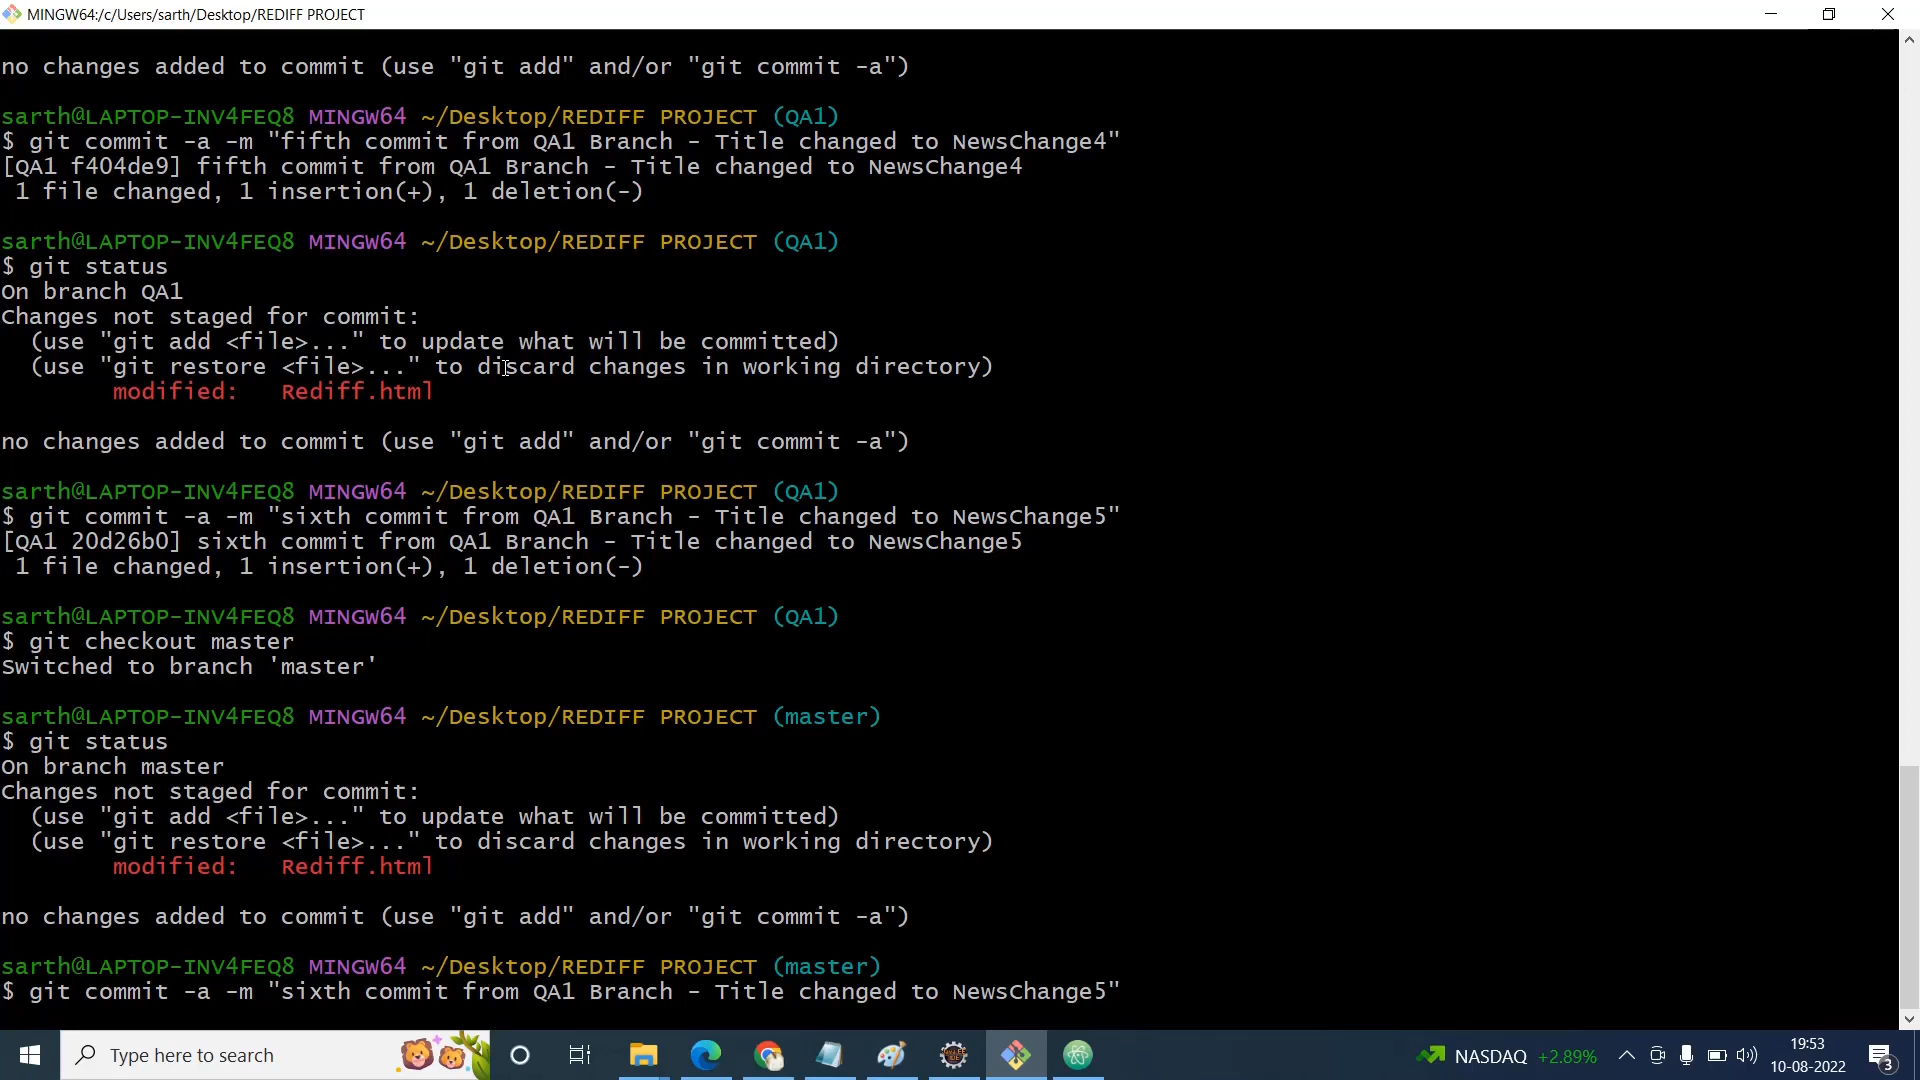 MINGW64:/c/Users/sarth/Desktop/REDIFF PROJECT
no changes added to commit (use "git add" and/or "git commit -a")
sarth@LAPTOP-INV4FEQ8 MINGW64 ~/Desktop/REDIFF PROJECT (QA1)
$ git commit -a -m "fifth commit from QA1 Branch - Title changed to NewsChange4"
[QA1 f404de9] fifth commit from QA1 Branch - Title changed to NewsChange4
1 file changed, 1 insertion(+), 1 deletion(-)
sarth@LAPTOP-INV4FEQ8 MINGW64 ~/Desktop/REDIFF PROJECT (QA1)
$ git status
On branch QA1
Changes not staged for commit:
(use "git add <file>..." to update what will be committed)
(use "git restore <file>..." to discard changes in working directory)
modified:   Rediff.html
no changes added to commit (use "git add" and/or "git commit -a")
sarth@LAPTOP-INV4FEQ8 MINGW64 ~/Desktop/REDIFF PROJECT (QA1)
$ git commit -a -m "sixth commit from QA1 Branch - Title changed to NewsChange5"
[QA1 20d26b0] sixth commit from QA1 Branch - Title changed to NewsChange5
1 file changed, 1 insertion(+), 1 deletion(-)
sarth@LAPTOP-INV4FEQ8 MINGW64 ~/Desktop/REDIFF PROJECT (QA1)
$ git checkout master
Switched to branch 'master'
sarth@LAPTOP-INV4FEQ8 MINGW64 ~/Desktop/REDIFF PROJECT (master)
$ git status
On branch master
Changes not staged for commit:
(use "git add <file>..." to update what will be committed)
(use "git restore <file>..." to discard changes in working directory)
modified:   Rediff.html
no changes added to commit (use "git add" and/or "git commit -a")
sarth@LAPTOP-INV4FEQ8 MINGW64 ~/Desktop/REDIFF PROJECT (master)
$ git commit -a -m "sixth commit from QA1 Branch - Title changed to NewsChange5"
Type here to search
NASDAQ +2.89%
19:53
10-08-2022
3